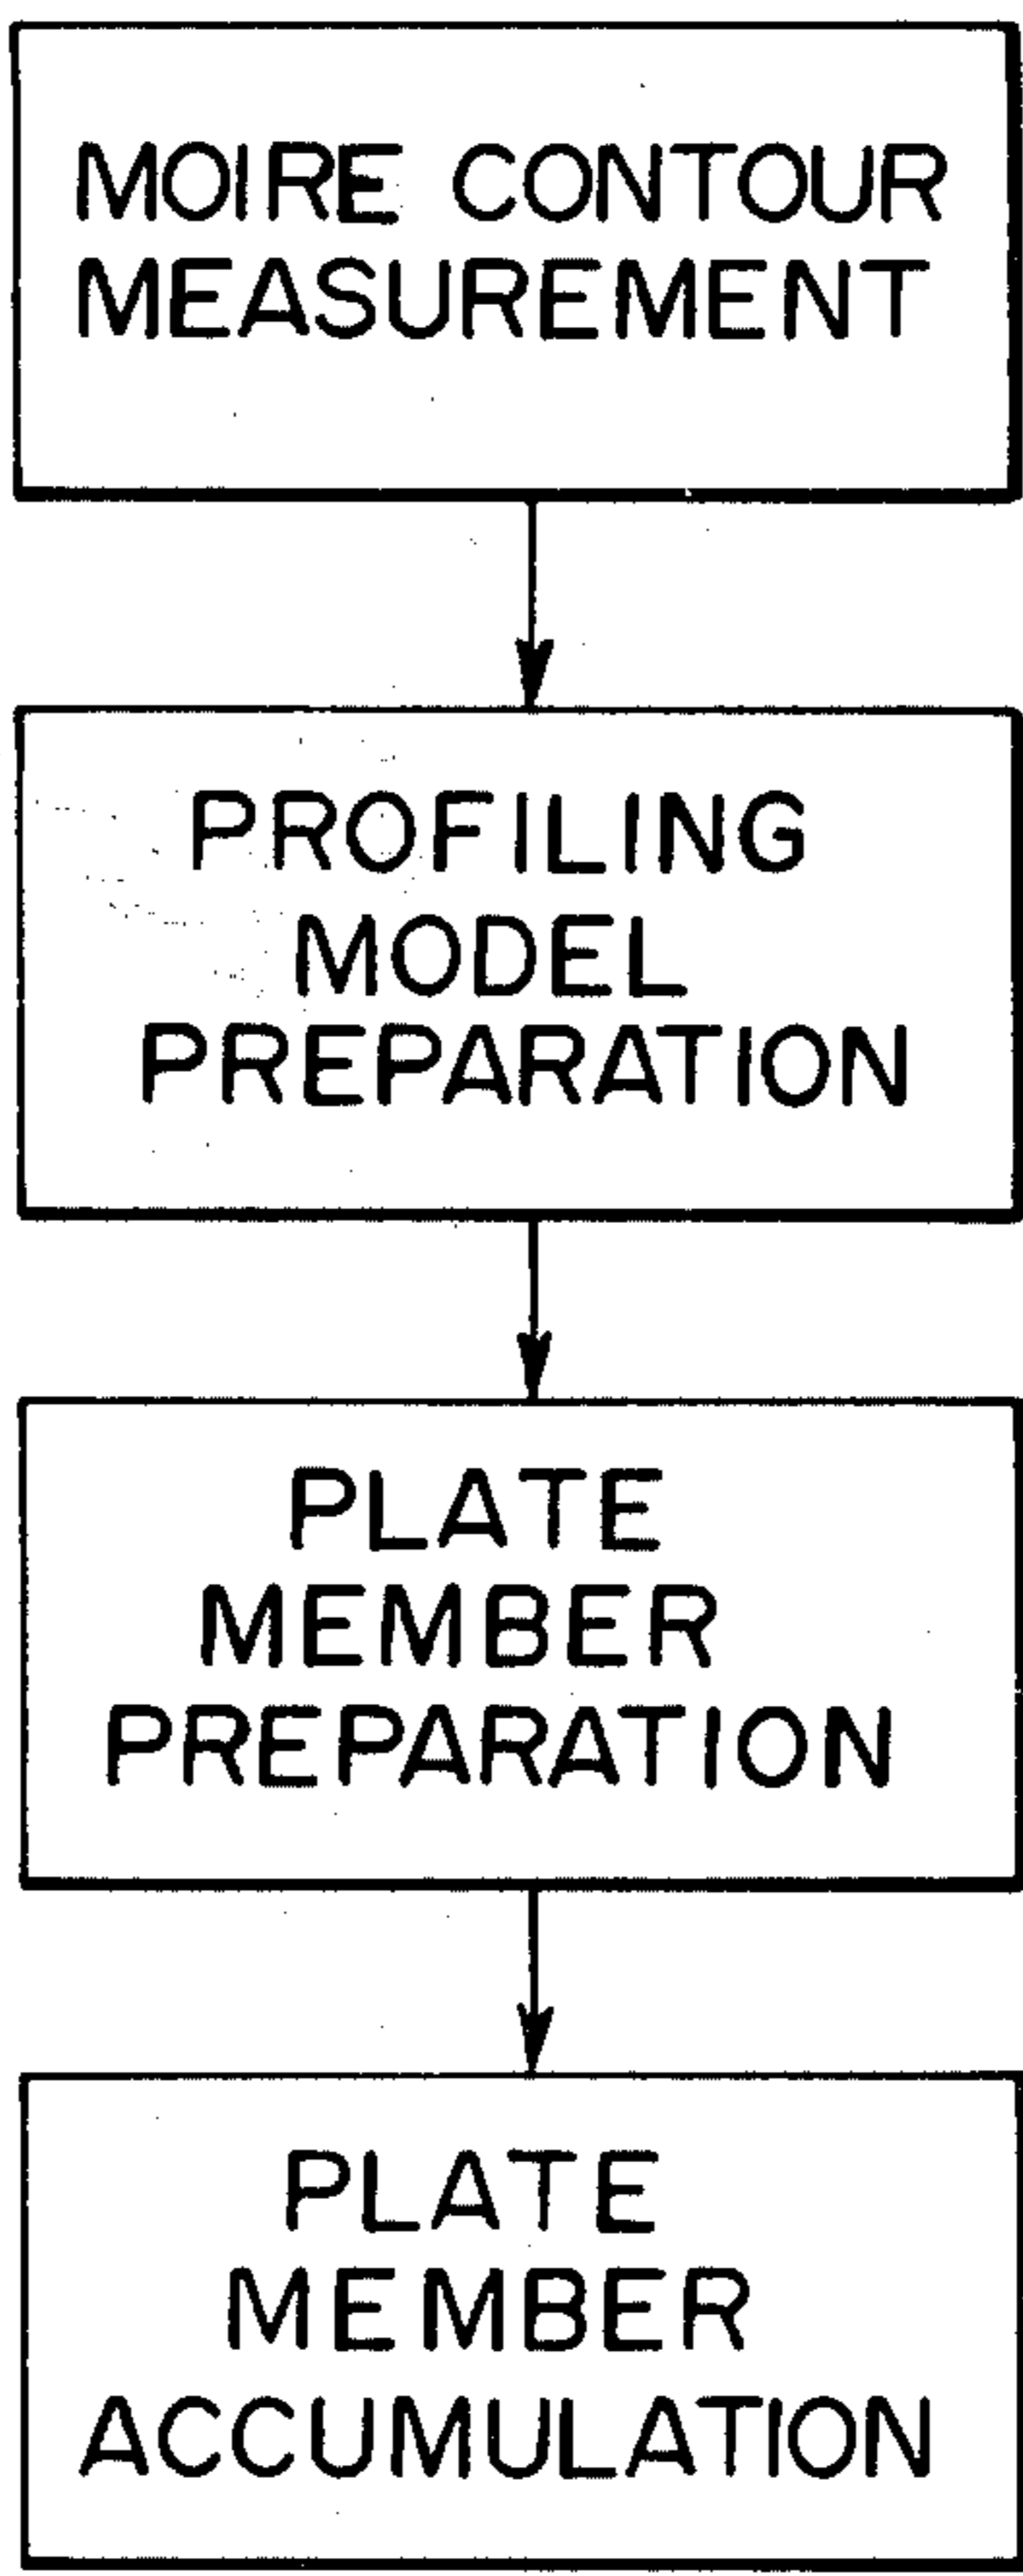 MOIRE CONTOUR
MEASUREMENT
PROFILING
MODEL
PREPARATION
PLATE
MEMBER
PREPARATION
PLATE
MEMBER
ACCUMULATION